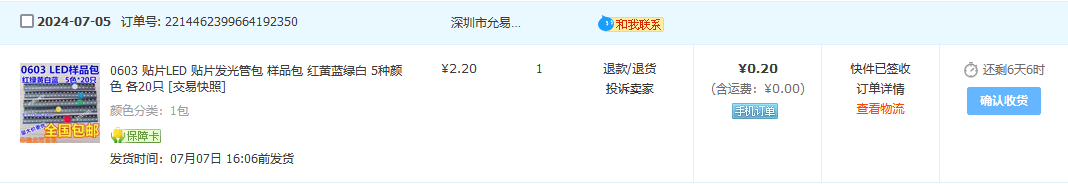 2024-07-05 订单号: 2214462399664192350 深圳市允易... 和我联系
0603 LED样品包
红绿黄白蓝 5色*20只
全国包邮
0603 贴片LED 贴片发光管包 样品包 红黄蓝绿白 5种颜
色 各20只 [交易快照]
颜色分类：1包
保障卡
发货时间：07月07日 16:06前发货
¥2.20
1
退款/退货
投诉卖家
¥0.20
(含运费：¥0.00)
手机订单
快件已签收
订单详情
查看物流
还剩6天6时
确认收货